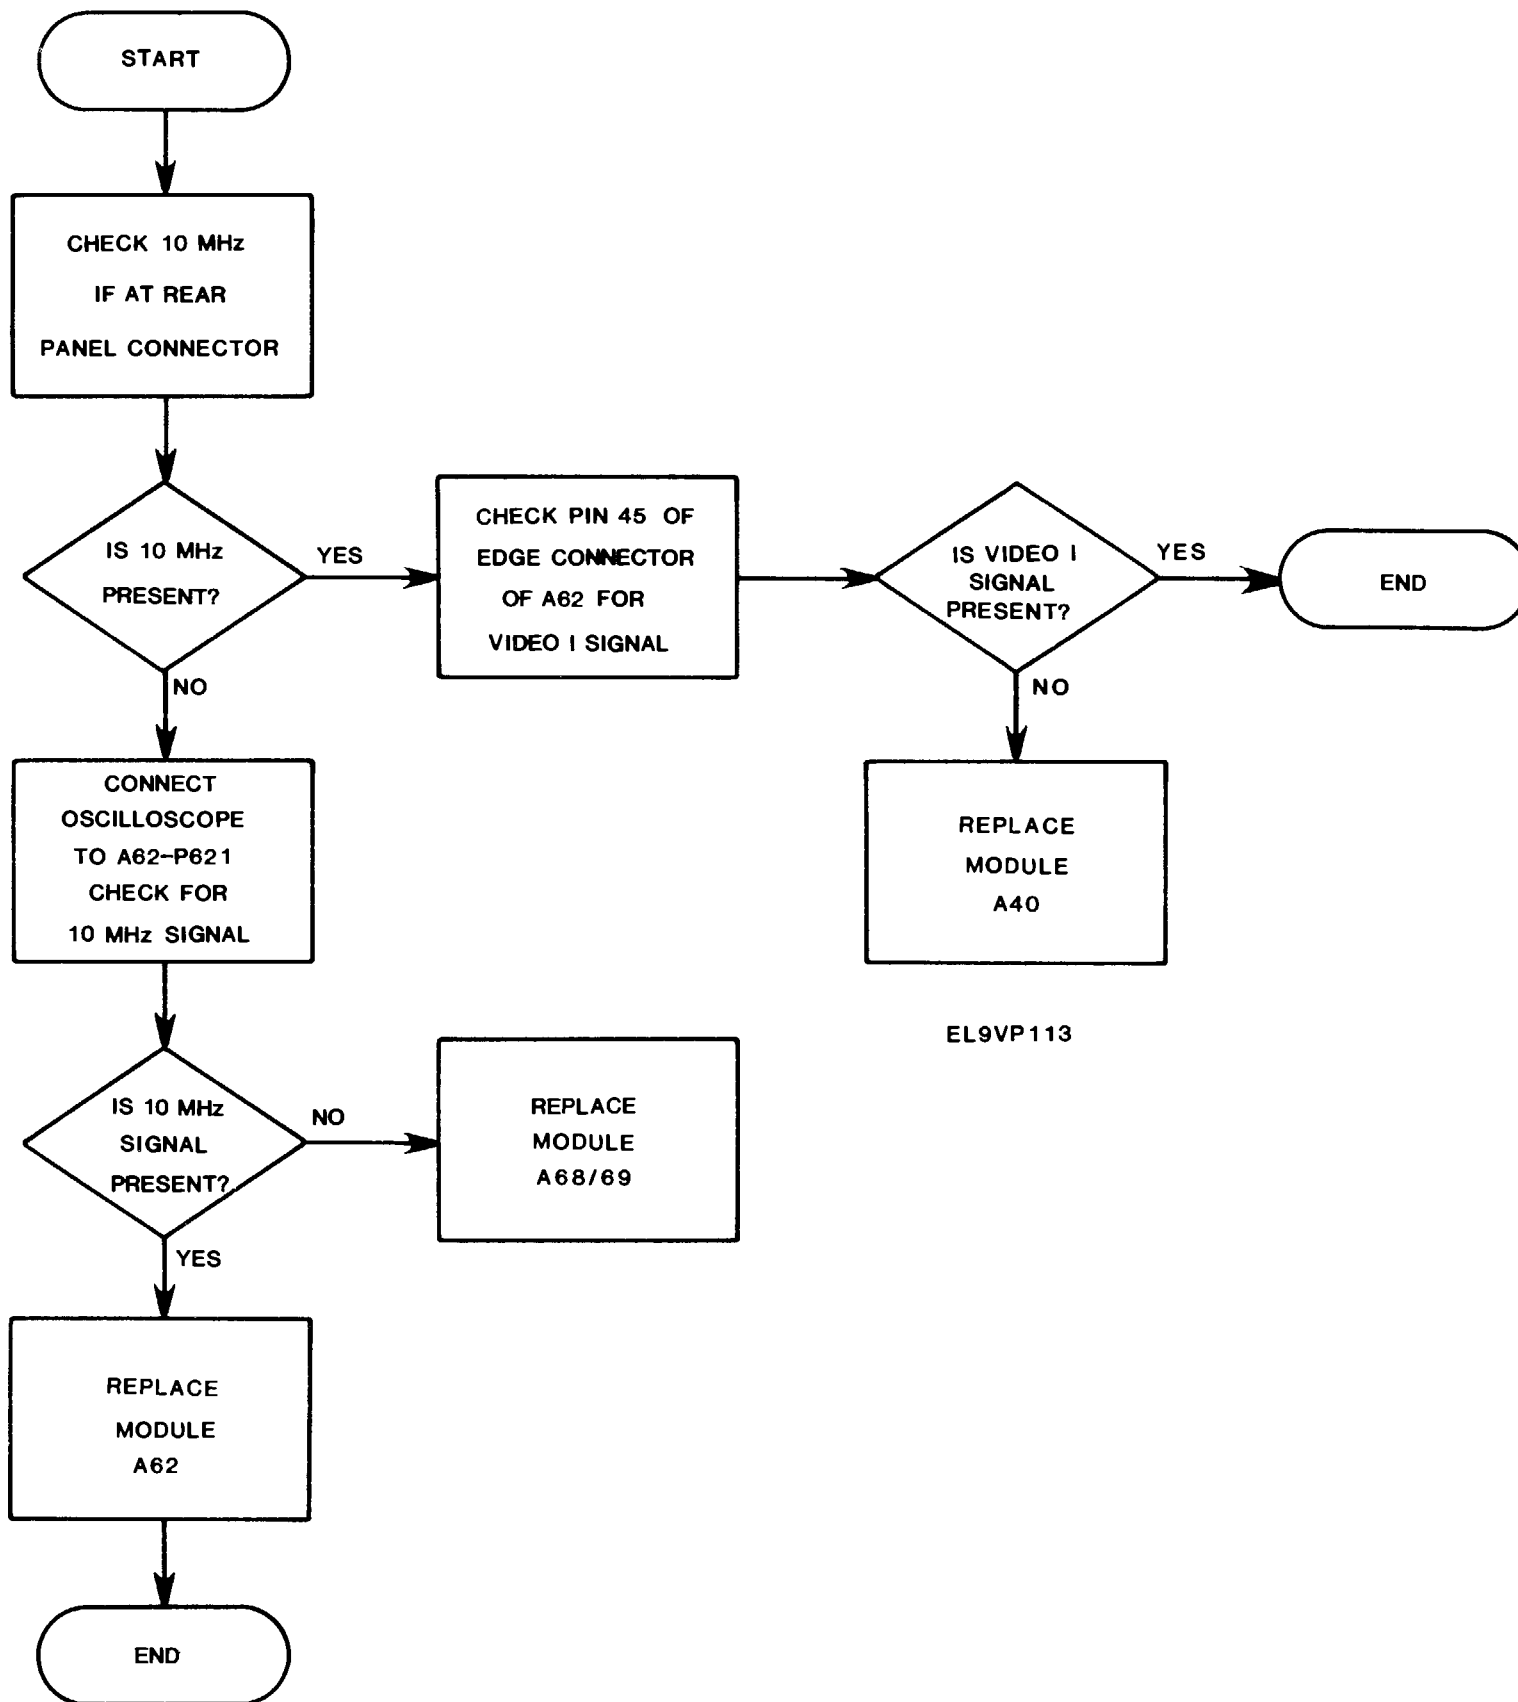 START
CHECK 10 MHz
IF AT REAR
PANEL CONNECTOR
IS 10 MHz
PRESENT?
YES
NO
CHECK PIN 45 OF
EDGE CONNECTOR
OF A62 FOR
VIDEO I SIGNAL
IS VIDEO I
SIGNAL
PRESENT?
YES
NO
END
REPLACE
MODULE
A40
EL9VP113
CONNECT
OSCILLOSCOPE
TO A62-P621
CHECK FOR
10 MHz SIGNAL
IS 10 MHz
SIGNAL
PRESENT?
NO
YES
REPLACE
MODULE
A68/69
REPLACE
MODULE
A62
END